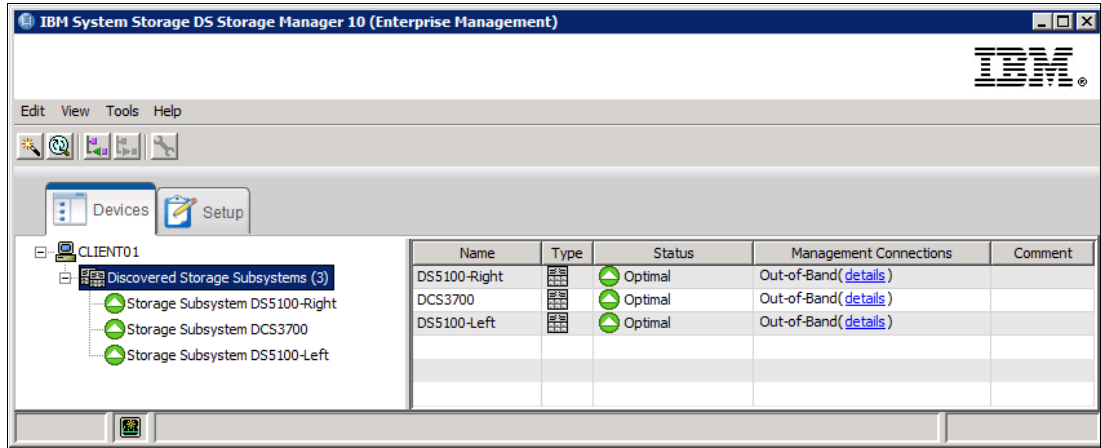 IBM System Storage DS Storage Manager 10 (Enterprise Management)
IBM®
Edit View Tools Help
Devices Setup
CLIENT01
Discovered Storage Subsystems (3)
Storage Subsystem DS5100-Right
Storage Subsystem DCS3700
Storage Subsystem DS5100-Left
Name Type Status Management Connections Comment
DS5100-Right Optimal Out-of-Band(details)
DCS3700 Optimal Out-of-Band(details)
DS5100-Left Optimal Out-of-Band(details)